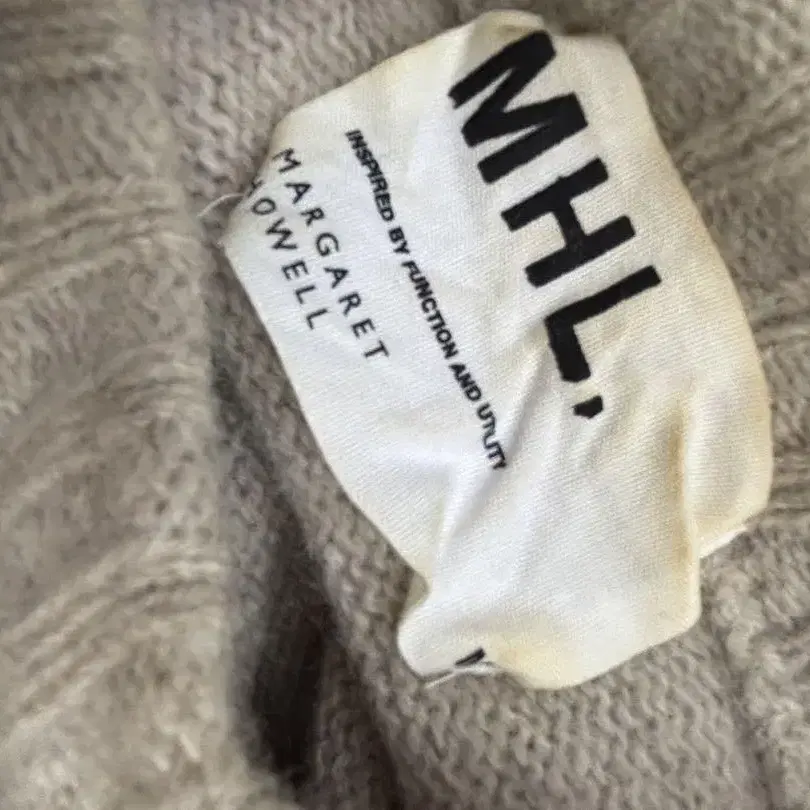 MHL.
INSPIRED BY FUNCTION AND UTILITY
MARGARET
HOWELL